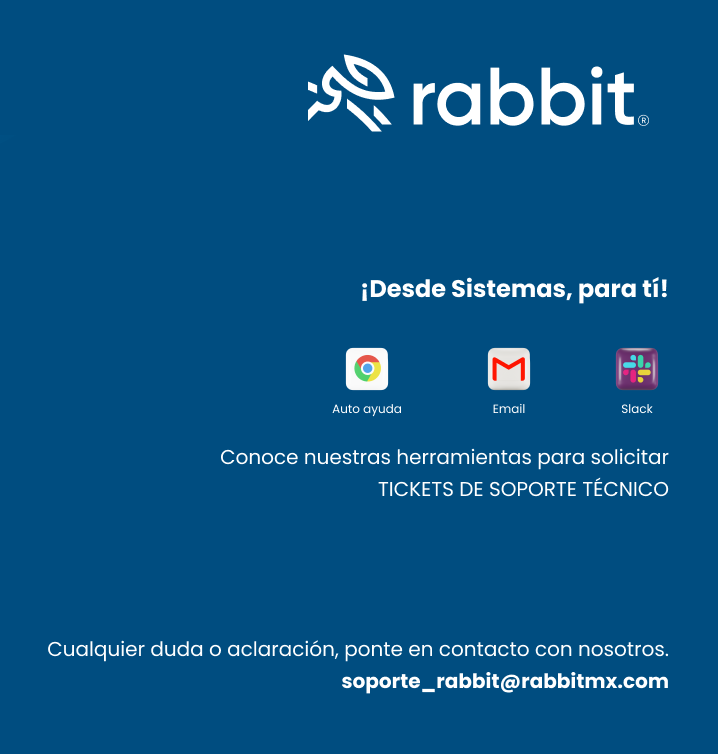 rabbit®
¡Desde Sistemas, para tí!
Auto ayuda
Email
Slack
Conoce nuestras herramientas para solicitar
TICKETS DE SOPORTE TÉCNICO
Cualquier duda o aclaración, ponte en contacto con nosotros.
soporte_rabbit@rabbitmx.com